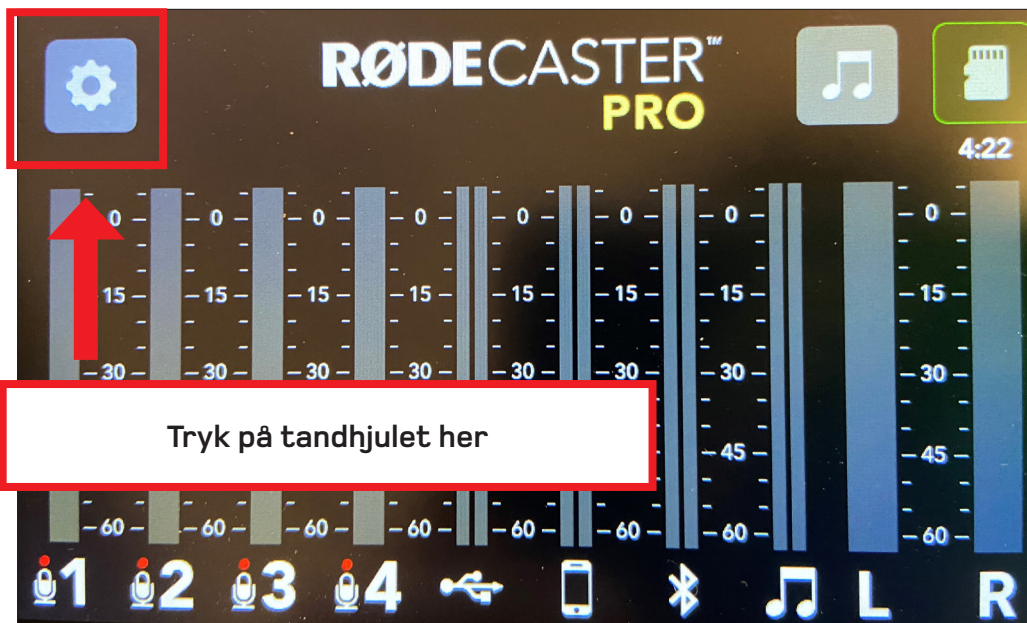 RØDECASTER™
PRO
4:22
0 0 0 0 0 0 0 0
15 15 15 15 15 15 15 15
30 30 30 30 30 30 30 30
Tryk på tandhjulet her
45 45
60 60 60 60 60 60 60 60
1 2 3 4 L R